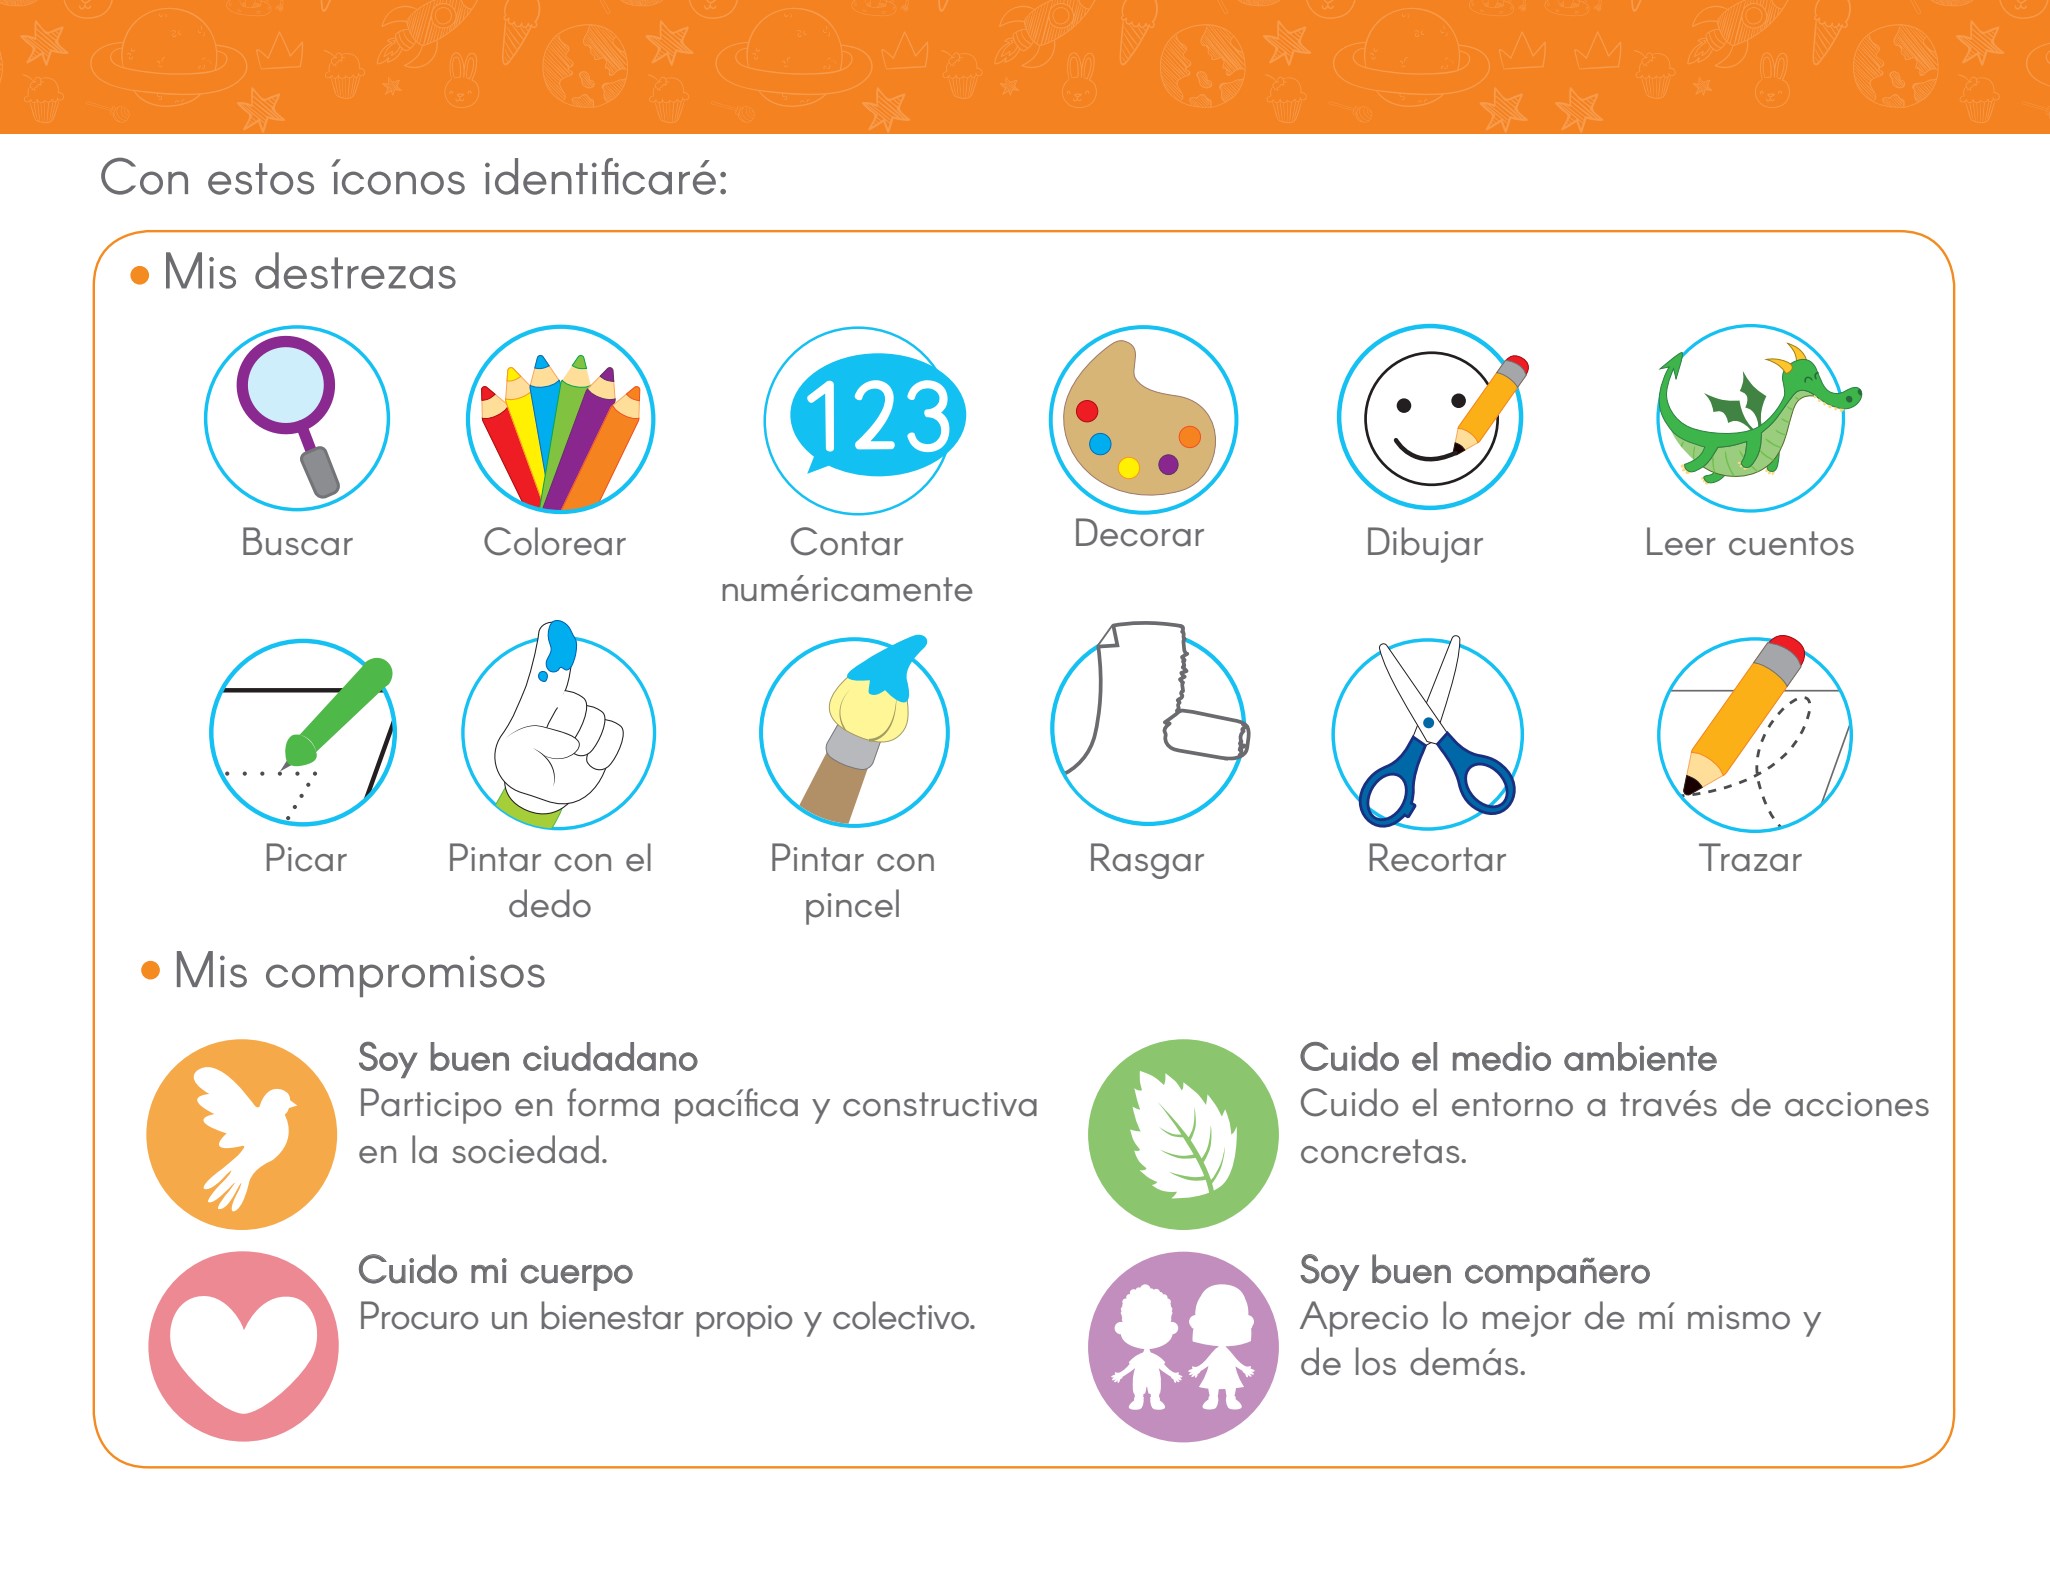 Con estos íconos identificaré:
• Mis destrezas
123
Buscar
Colorear
Contar
numéricamente
Decorar
Dibujar
Leer cuentos
Picar
Pintar con el
dedo
Pintar con
pincel
Rasgar
Recortar
Trazar
• Mis compromisos
Soy buen ciudadano
Participo en forma pacífica y constructiva
en la sociedad.
Cuido el medio ambiente
Cuido el entorno a través de acciones
concretas.
Cuido mi cuerpo
Procuro un bienestar propio y colectivo.
Soy buen compañero
Aprecio lo mejor de mí mismo y
de los demás.